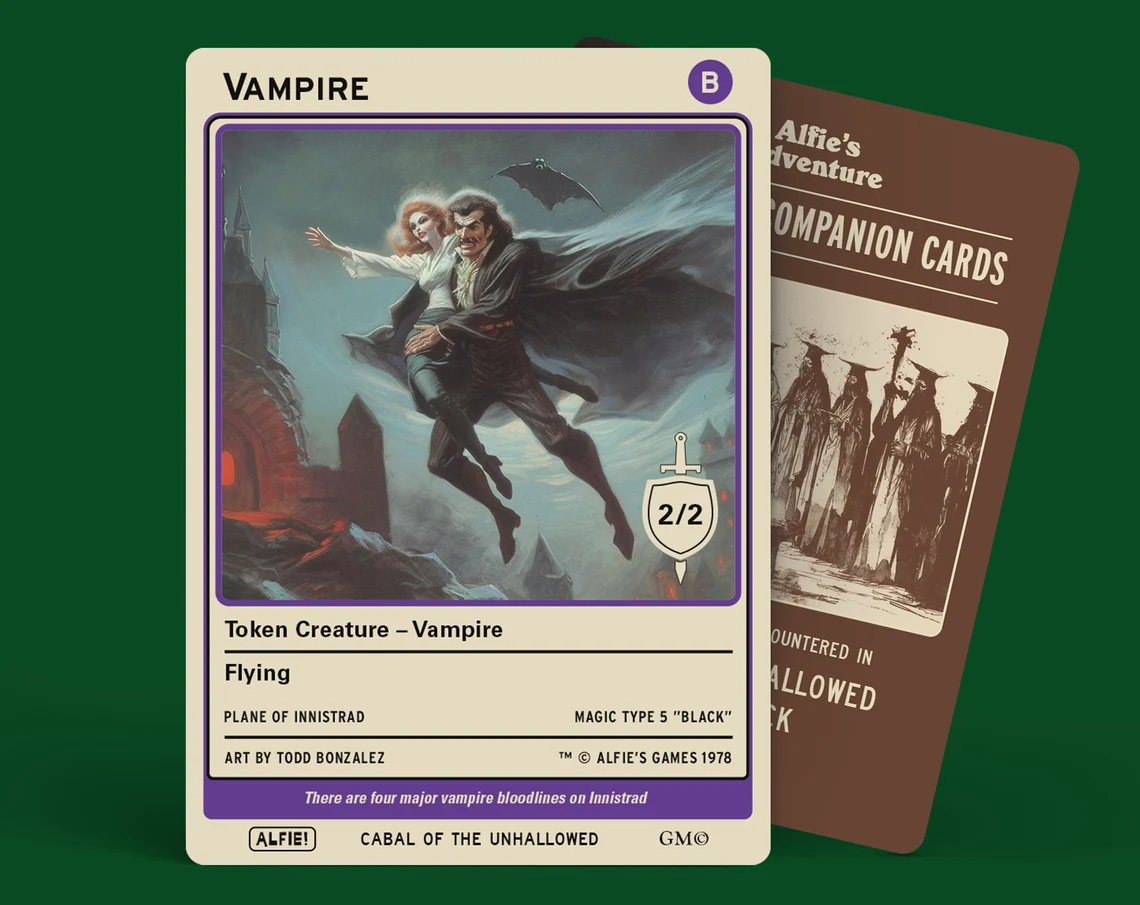 VAMPIRE
B
2/2
Token Creature – Vampire
Flying
PLANE OF INNISTRAD
MAGIC TYPE 5 "BLACK"
ART BY TODD BONZALEZ
™ © ALFIE'S GAMES 1978
There are four major vampire bloodlines on Innistrad
ALFIE!
CABAL OF THE UNHALLOWED
GM©
Alfie's
dventure
OMPANION CARDS
OUNTERED IN
ALLOWED
CK